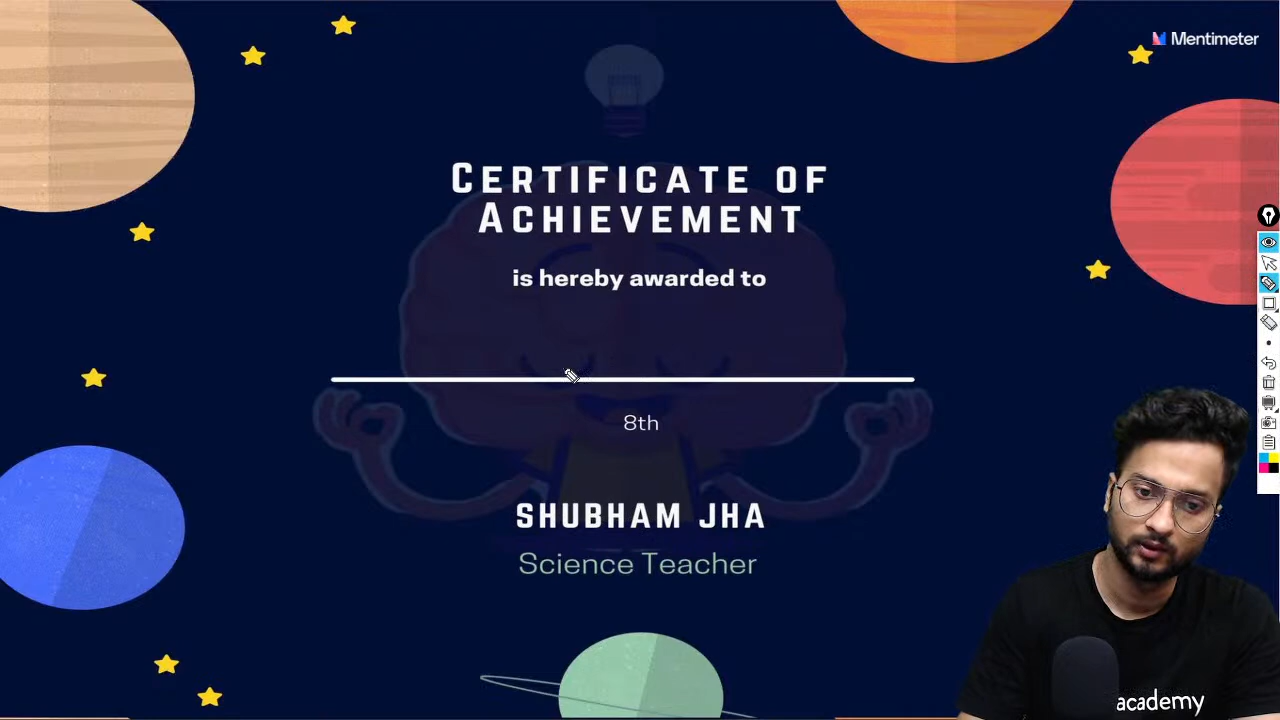 Mentimeter
CERTIFICATE OF
ACHIEVEMENT
is hereby awarded to
8th
SHUBHAM JHA
Science Teacher
academy